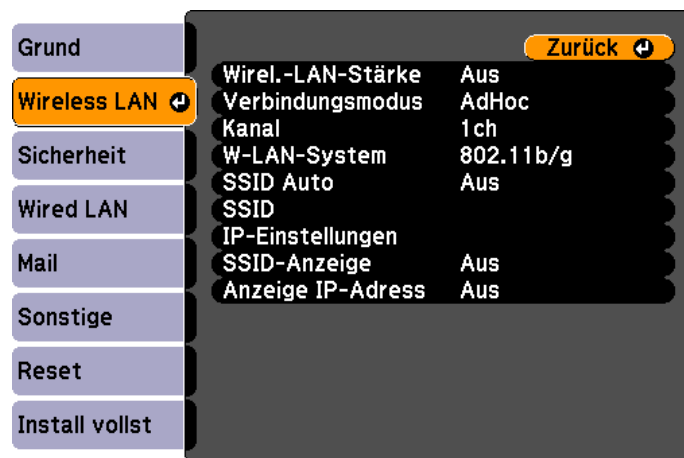 Grund
Wireless LAN
Sicherheit
Wired LAN
Mail
Sonstige
Reset
Install vollst
Zurück
Wirel.-LAN-Stärke Aus
Verbindungsmodus AdHoc
Kanal 1ch
W-LAN-System 802.11b/g
SSID Auto Aus
SSID
IP-Einstellungen
SSID-Anzeige Aus
Anzeige IP-Adress Aus